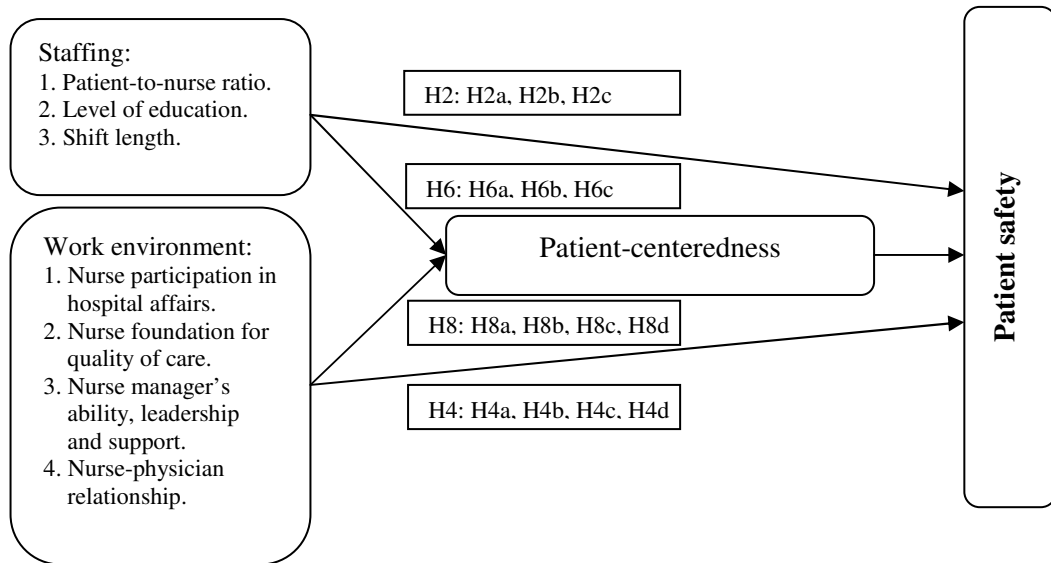 Staffing:
1. Patient-to-nurse ratio.
2. Level of education.
3. Shift length.
H2: H2a, H2b, H2c
H6: H6a, H6b, H6c
Work environment:
1. Nurse participation in
hospital affairs.
2. Nurse foundation for
quality of care.
3. Nurse manager’s
ability, leadership
and support.
4. Nurse-physician
relationship.
Patient-centeredness
H8: H8a, H8b, H8c, H8d
H4: H4a, H4b, H4c, H4d
Patient safety